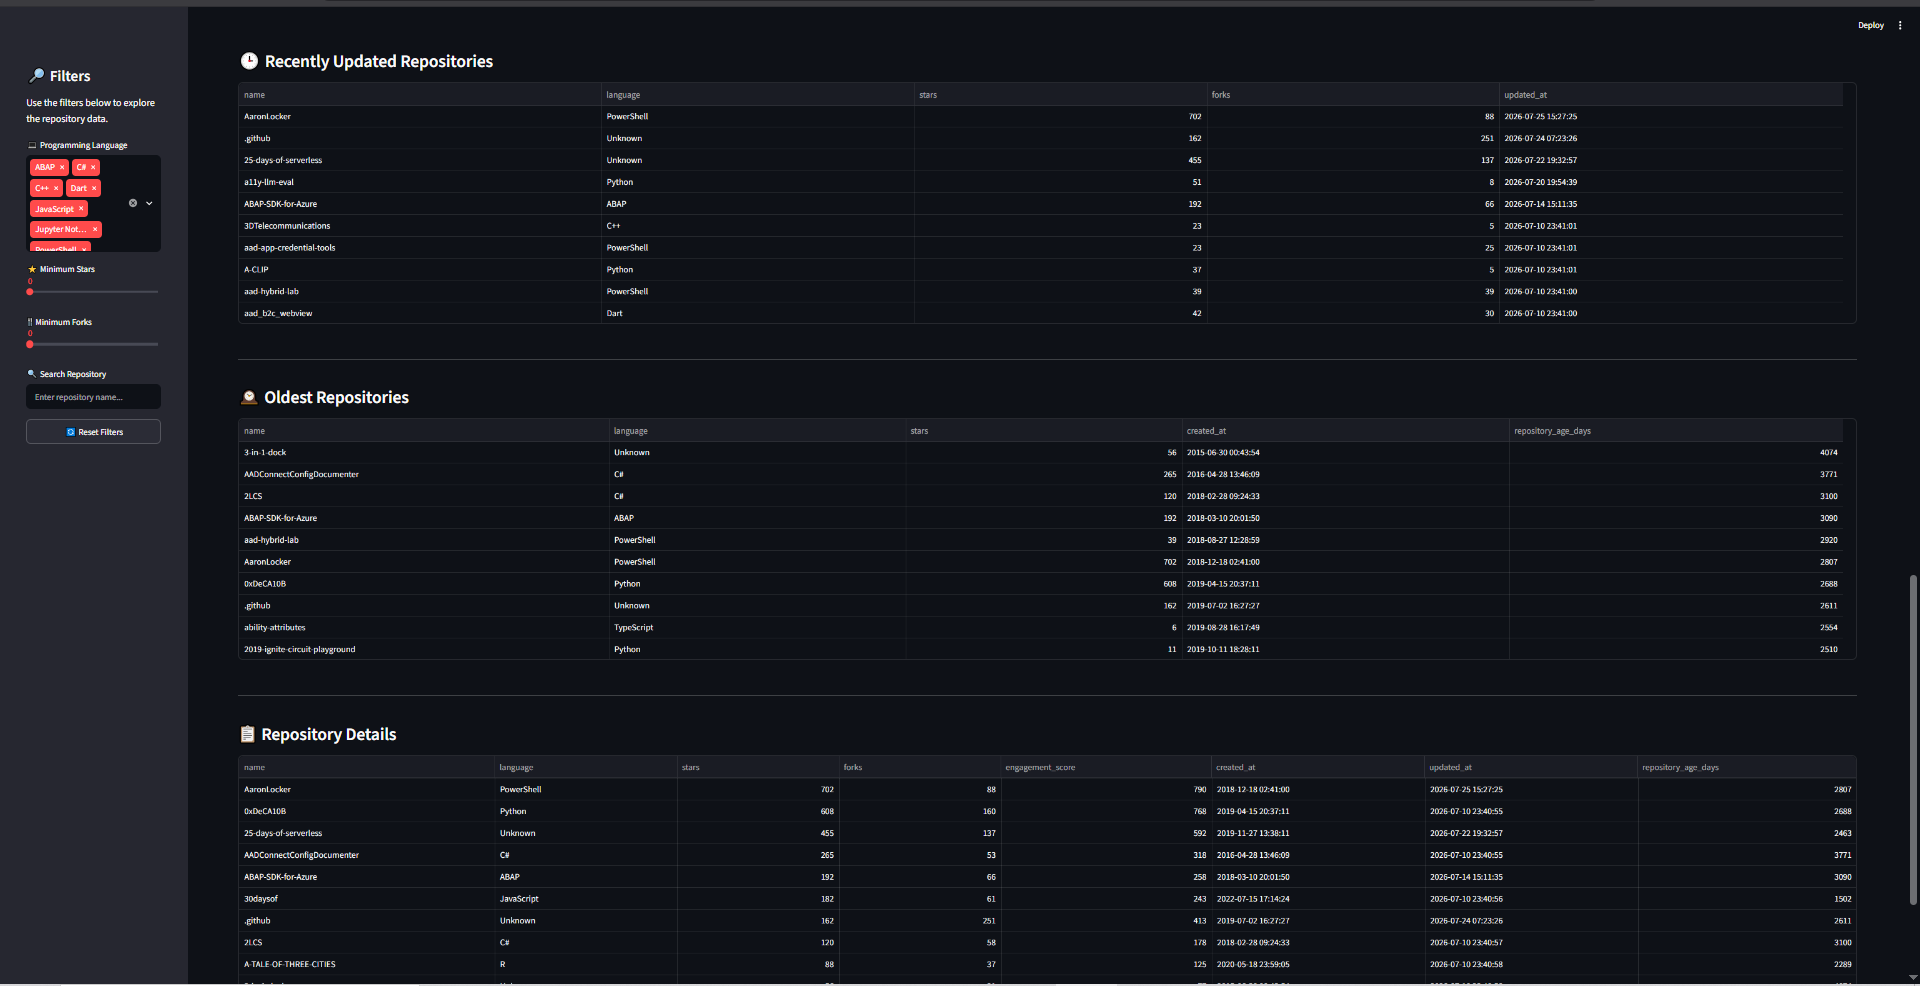 Deploy
Filters
Use the filters below to explore
the repository data.
Programming Language
ABAP × C# ×
C++ × Dart ×
JavaScript ×
Jupyter Not... ×
PowerShell ×
Minimum Stars
0
Minimum Forks
0
Search Repository
Enter repository name...
Reset Filters
Recently Updated Repositories
name language stars forks updated_at
AaronLocker PowerShell 702 88 2026-07-25 15:27:25
.github Unknown 162 251 2026-07-24 07:23:26
25-days-of-serverless Unknown 455 137 2026-07-22 19:32:57
a11y-llm-eval Python 51 8 2026-07-20 19:54:39
ABAP-SDK-for-Azure ABAP 192 66 2026-07-14 15:11:35
3DTelecommunications C++ 23 5 2026-07-10 23:41:01
aad-app-credential-tools PowerShell 23 25 2026-07-10 23:41:01
A-CLIP Python 37 5 2026-07-10 23:41:01
aad-hybrid-lab PowerShell 39 39 2026-07-10 23:41:00
aad_b2c_webview Dart 42 30 2026-07-10 23:41:00
Oldest Repositories
name language stars created_at repository_age_days
3-in-1-dock Unknown 56 2015-06-30 00:43:54 4074
AADConnectConfigDocumenter C# 265 2016-04-28 13:46:09 3771
2LCS C# 120 2018-02-28 09:24:33 3100
ABAP-SDK-for-Azure ABAP 192 2018-03-10 20:01:50 3090
aad-hybrid-lab PowerShell 39 2018-08-27 12:28:59 2920
AaronLocker PowerShell 702 2018-12-18 02:41:00 2807
0xDeCA10B Python 608 2019-04-15 20:37:11 2688
.github Unknown 162 2019-07-02 16:27:27 2611
ability-attributes TypeScript 6 2019-08-28 16:17:49 2554
2019-ignite-circuit-playground Python 11 2019-10-11 18:28:11 2510
Repository Details
name language stars forks engagement_score created_at updated_at repository_age_days
AaronLocker PowerShell 702 88 790 2018-12-18 02:41:00 2026-07-25 15:27:25 2807
0xDeCA10B Python 608 160 768 2019-04-15 20:37:11 2026-07-10 23:40:55 2688
25-days-of-serverless Unknown 455 137 592 2019-11-27 13:38:11 2026-07-22 19:32:57 2463
AADConnectConfigDocumenter C# 265 53 318 2016-04-28 13:46:09 2026-07-10 23:40:55 3771
ABAP-SDK-for-Azure ABAP 192 66 258 2018-03-10 20:01:50 2026-07-14 15:11:35 3090
30daysof JavaScript 182 61 243 2022-07-15 17:14:24 2026-07-10 23:40:56 1502
.github Unknown 162 251 413 2019-07-02 16:27:27 2026-07-24 07:23:26 2611
2LCS C# 120 58 178 2018-02-28 09:24:33 2026-07-10 23:40:57 3100
A-TALE-OF-THREE-CITIES R 88 37 125 2020-05-18 23:59:05 2026-07-10 23:40:58 2289